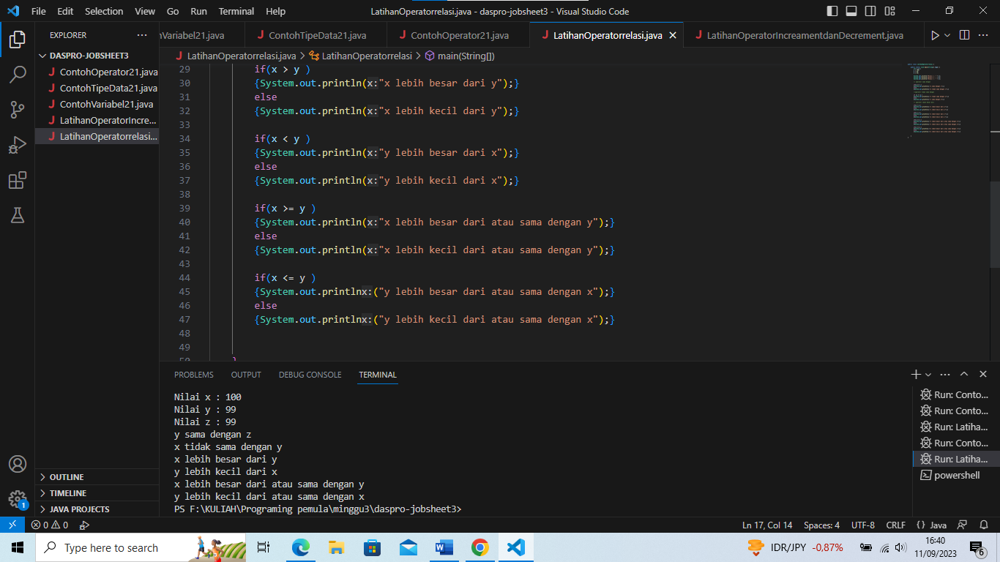 File Edit Selection View Go Run Terminal Help LatihanOperatorrelasi.java - daspro-jobsheet3 - Visual Studio Code
EXPLORER ··· hVariabel21.java J ContohTipeData21.java J ContohOperator21.java J LatihanOperatorrelasi.java J LatihanOperatorIncreamentdanDecrement.java
DASPRO-JOBSHEET3
J ContohOperator21.java
J ContohTipeData21.java
J ContohVariabel21.java
J LatihanOperatorIncre...
J LatihanOperatorrelasi...
OUTLINE
TIMELINE
JAVA PROJECTS
J LatihanOperatorrelasi.java > LatihanOperatorrelasi > main(String[])
29 if(x > y )
30 {System.out.println(x:"x lebih besar dari y");}
31 else
32 {System.out.println(x:"x lebih kecil dari y");}
33
34 if(x < y )
35 {System.out.println(x:"y lebih besar dari x");}
36 else
37 {System.out.println(x:"y lebih kecil dari x");}
38
39 if(x >= y )
40 {System.out.println(x:"x lebih besar dari atau sama dengan y");}
41 else
42 {System.out.println(x:"x lebih kecil dari atau sama dengan y");}
43
44 if(x <= y )
45 {System.out.printlnx:("y lebih besar dari atau sama dengan x");}
46 else
47 {System.out.printlnx:("y lebih kecil dari atau sama dengan x");}
48
49
50 }
PROBLEMS OUTPUT DEBUG CONSOLE TERMINAL
Nilai x : 100
Nilai y : 99
Nilai z : 99
y sama dengan z
x tidak sama dengan y
x lebih besar dari y
y lebih kecil dari x
x lebih besar dari atau sama dengan y
y lebih kecil dari atau sama dengan x
PS F:\KULIAH\Programing pemula\minggu3\daspro-jobsheet3>
Run: Conto...
Run: Conto...
Run: Latiha...
Run: Conto...
Run: Latiha...
powershell
1
0 0 Ln 17, Col 14 Spaces: 4 UTF-8 CRLF {} Java
Type here to search IDR/JPY -0,87% 16:40
11/09/2023 6